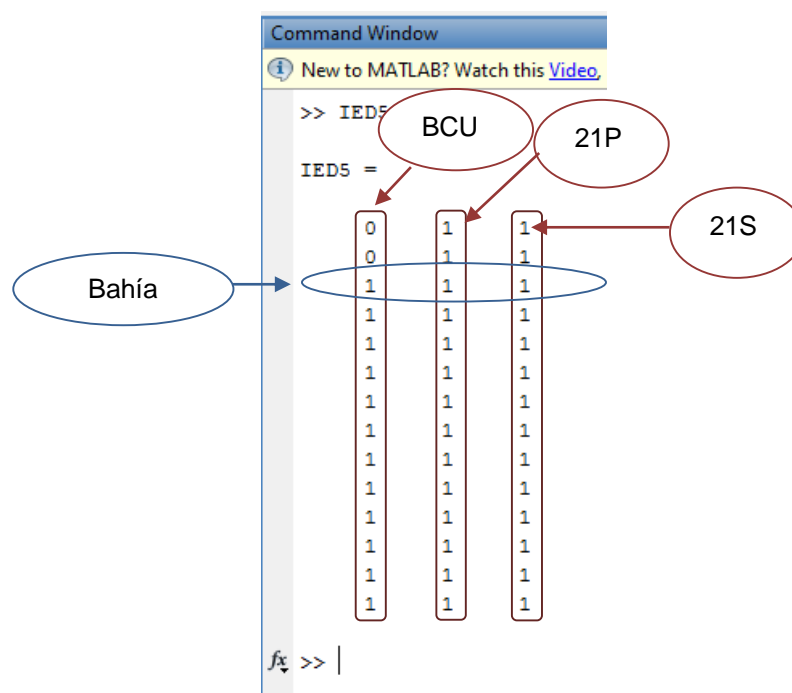 Command Window
New to MATLAB? Watch this Video,
>> IED5
BCU
21P
IED5 =
21S
Bahía
0 1 1
0 1 1
1 1 1
1 1 1
1 1 1
1 1 1
1 1 1
1 1 1
1 1 1
1 1 1
1 1 1
1 1 1
1 1 1
1 1 1
fx >>